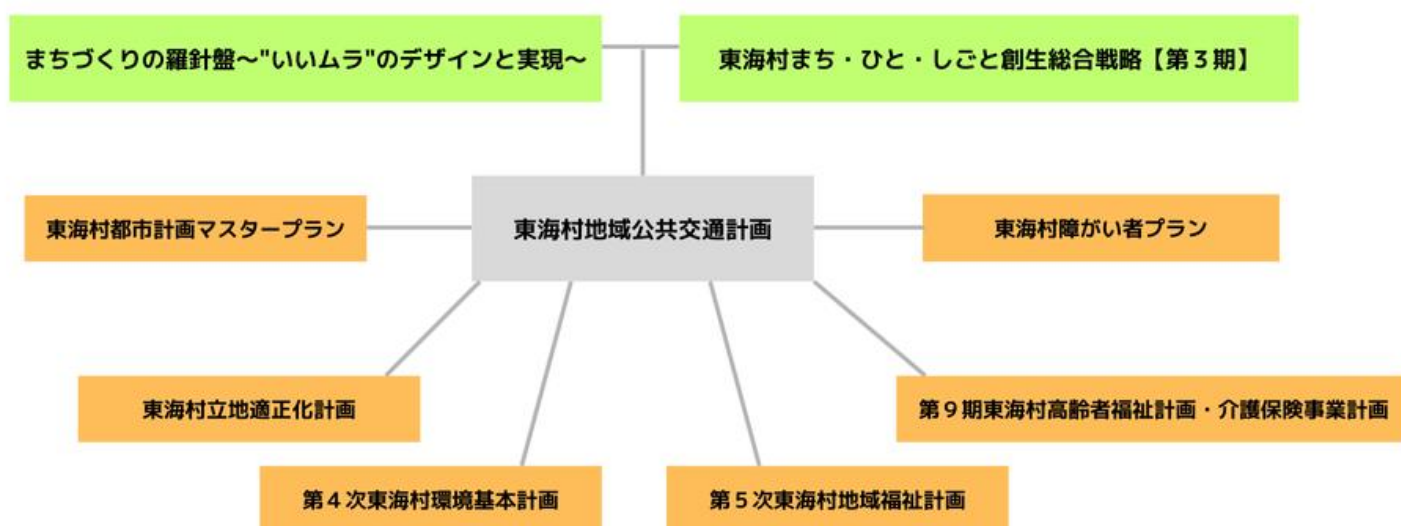 まちづくりの羅針盤～"いいムラ"のデザインと実現～
東海村まち・ひと・しごと創生総合戦略【第３期】
東海村都市計画マスタープラン
東海村地域公共交通計画
東海村障がい者プラン
東海村立地適正化計画
第９期東海村高齢者福祉計画・介護保険事業計画
第４次東海村環境基本計画
第５次東海村地域福祉計画